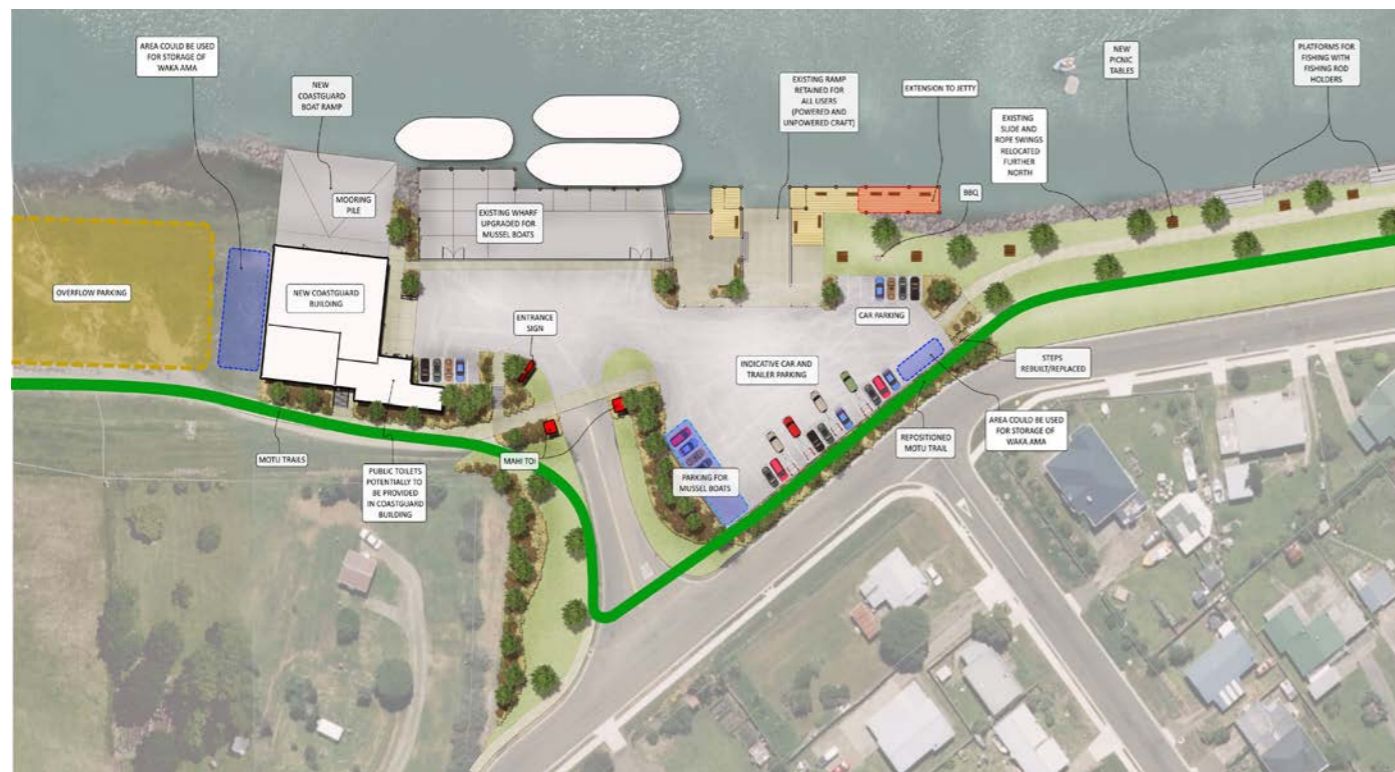 AREA COULD BE USED
FOR STORAGE OF
WAKA AMA
NEW
COASTGUARD
BOAT RAMP
EXISTING RAMP
RETAINED FOR
ALL USERS
(POWERED AND
UNPOWERED CRAFT)
EXTENSION TO JETTY
NEW
PICNIC
TABLES
PLATFORMS FOR
FISHING WITH
FISHING ROD
HOLDERS
EXISTING
SLIDE AND
ROPE SWINGS
RELOCATED
FURTHER
NORTH
BBQ
MOORING
PILE
EXISTING WHARF
UPGRADED FOR
MUSSEL BOATS
OVERFLOW PARKING
NEW COASTGUARD
BUILDING
ENTRANCE
SIGN
CAR PARKING
INDICATIVE CAR AND
TRAILER PARKING
STEPS
REBUILT/REPLACED
MOTU TRAILS
PUBLIC TOILETS
POTENTIALLY TO
BE PROVIDED
IN COASTGUARD
BUILDING
MAHI TOI
PARKING FOR
MUSSEL BOATS
REPOSITIONED
MOTU TRAIL
AREA COULD BE USED
FOR STORAGE OF
WAKA AMA